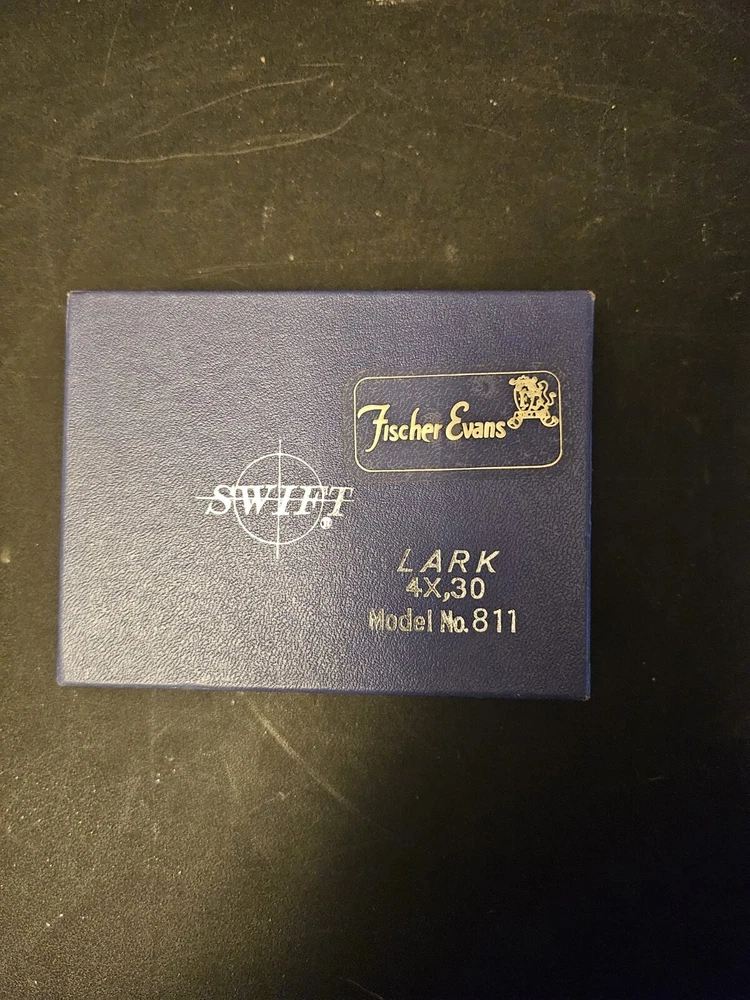 Fischer Evans
SWIFT
®
LARK
4X,30
Model No.811